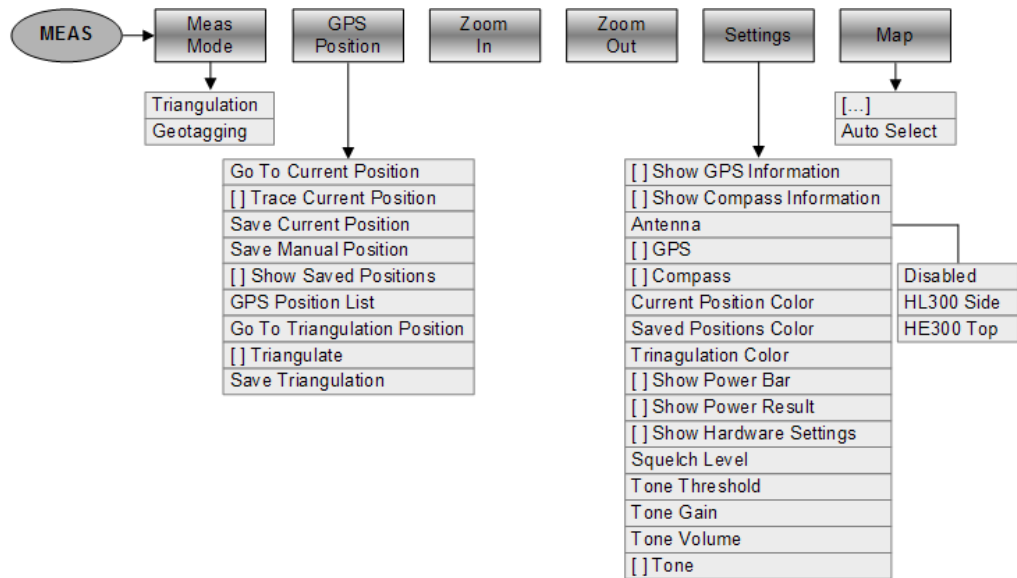 MEAS
Meas
Mode
GPS
Position
Zoom
In
Zoom
Out
Settings
Map
Triangulation
Geotagging
[...]
Auto Select
Go To Current Position
[ ] Trace Current Position
Save Current Position
Save Manual Position
[ ] Show Saved Positions
GPS Position List
Go To Triangulation Position
[ ] Triangulate
Save Triangulation
[ ] Show GPS Information
[ ] Show Compass Information
Antenna
[ ] GPS
[ ] Compass
Current Position Color
Saved Positions Color
Trinagulation Color
[ ] Show Power Bar
[ ] Show Power Result
[ ] Show Hardware Settings
Squelch Level
Tone Threshold
Tone Gain
Tone Volume
[ ] Tone
Disabled
HL300 Side
HE300 Top